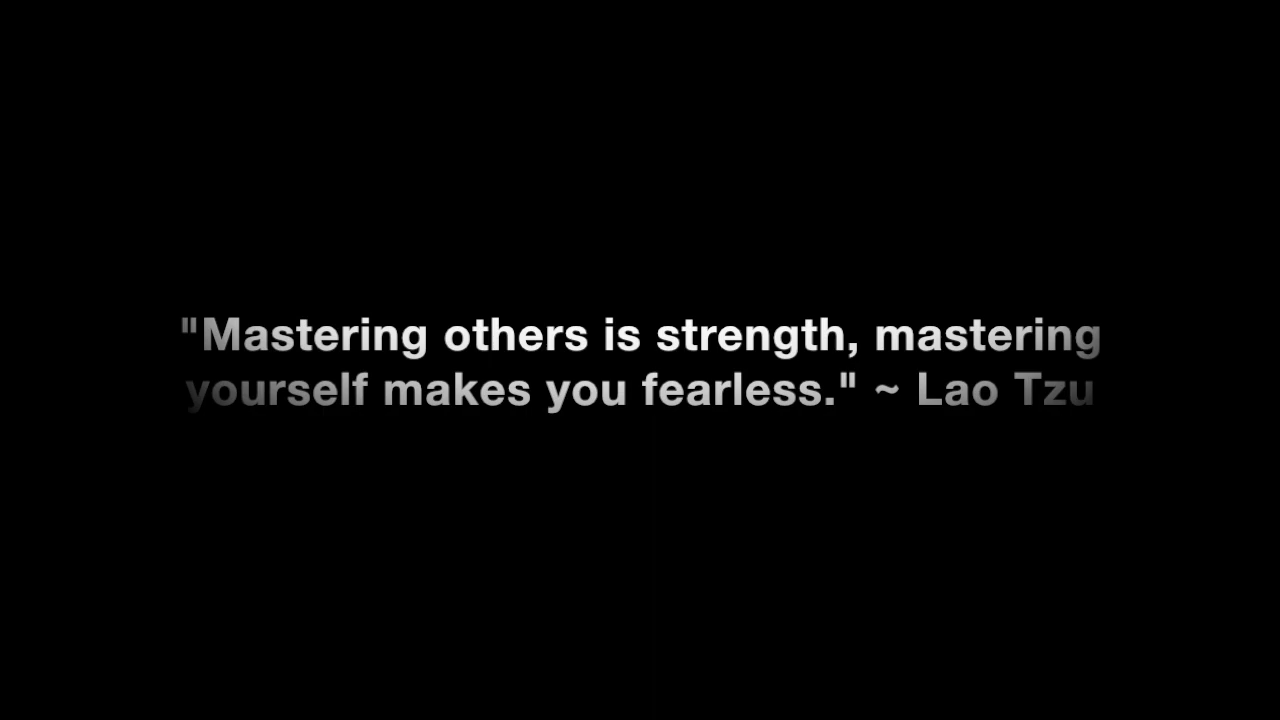 "Mastering others is strength, mastering
yourself makes you fearless." ~ Lao Tzu